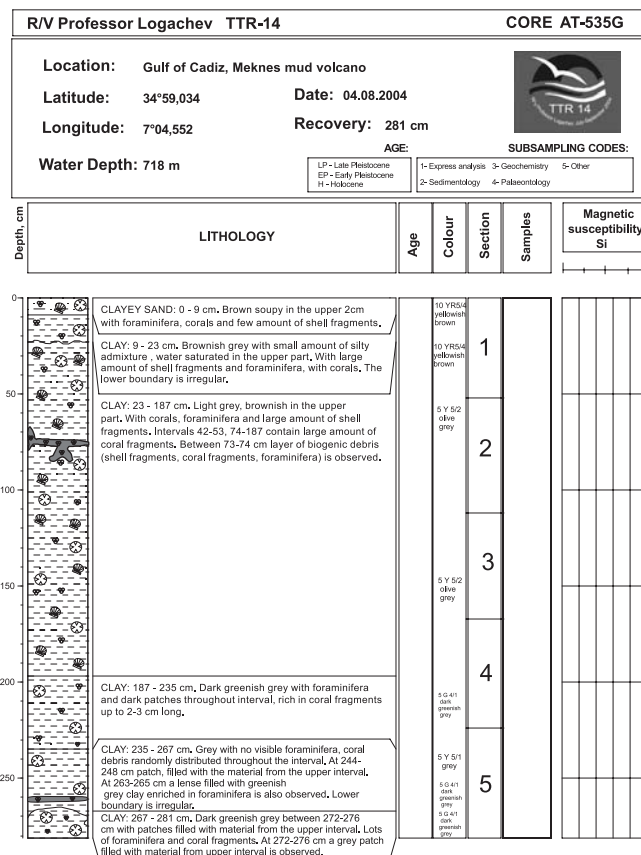 R/V Professor Logachev TTR-14
CORE AT-535G
Location: Gulf of Cadiz, Meknes mud volcano
Latitude: 34°59,034
Date: 04.08.2004
Longitude: 7°04,552
Recovery: 281 cm
Water Depth: 718 m
TTR 14
AGE:
LP - Late Pleistocene
EP - Early Pleistocene
H - Holocene
SUBSAMPLING CODES:
1- Express analysis 3- Geochemistry 5- Other
2- Sedimentology 4- Palaeontology
Depth, cm
LITHOLOGY
Age
Colour
Section
Samples
Magnetic
susceptibility
Si
0
CLAYEY SAND: 0 - 9 cm. Brown soupy in the upper 2cm
with foraminifera, corals and few amount of shell fragments.
10 YR5/4
yellowish
brown
CLAY: 9 - 23 cm. Brownish grey with small amount of silty
admixture , water saturated in the upper part. With large
amount of shell fragments and foraminifera, with corals. The
lower boundary is irregular.
10 YR5/4
yellowish
brown
1
50
CLAY: 23 - 187 cm. Light grey, brownish in the upper
part. With corals, foraminifera and large amount of shell
fragments. Intervals 42-53, 74-187 contain large amount of
coral fragments. Between 73-74 cm layer of biogenic debris
(shell fragments, coral fragments, foraminifera) is observed.
5 Y 5/2
olive
grey
2
100
150
5 Y 5/2
olive
grey
3
200
CLAY: 187 - 235 cm. Dark greenish grey with foraminifera
and dark patches throughout interval, rich in coral fragments
up to 2-3 cm long.
5 G 4/1
dark
greenish
grey
4
CLAY: 235 - 267 cm. Grey with no visible foraminifera, coral
debris randomly distributed throughout the interval. At 244-
248 cm patch, filled with the material from the upper interval.
At 263-265 cm a lense filled with greenish
grey clay enriched in foraminifera is also observed. Lower
boundary is irregular.
5 Y 5/1
grey
250
5 G 4/1
dark
greenish
grey
5
CLAY: 267 - 281 cm. Dark greenish grey between 272-276
cm with patches filled with material from the upper interval. Lots
of foraminifera and coral fragments. At 272-276 cm a grey patch
filled with material from upper interval is observed.
5 G 4/1
dark
greenish
grey